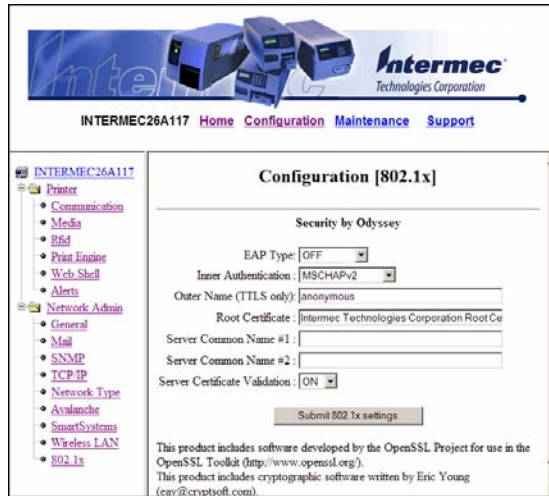 Inte
Intermec
Technologies Corporation
INTERMEC26A117 Home Configuration Maintenance Support
INTERMEC26A117
Printer
Communication
Media
Rfid
Print Engine
Web Shell
Alerts
Network Admin
General
Mail
SNMP
TCP/IP
Network Type
Avalanche
SmartSystems
Wireless LAN
802.1x
Configuration [802.1x]
Security by Odyssey
EAP Type: OFF
Inner Authentication : MSCHAPv2
Outer Name (TTLS only): anonymous
Root Certificate : Intermec Technologies Corporation Root Ce
Server Common Name #1 :
Server Common Name #2 :
Server Certificate Validation : ON
Submit 802.1x settings
This product includes software developed by the OpenSSL Project for use in the
OpenSSL Toolkit (http://www.openssl.org/).
This product includes cryptographic software written by Eric Young
(eay@cryptsoft.com).